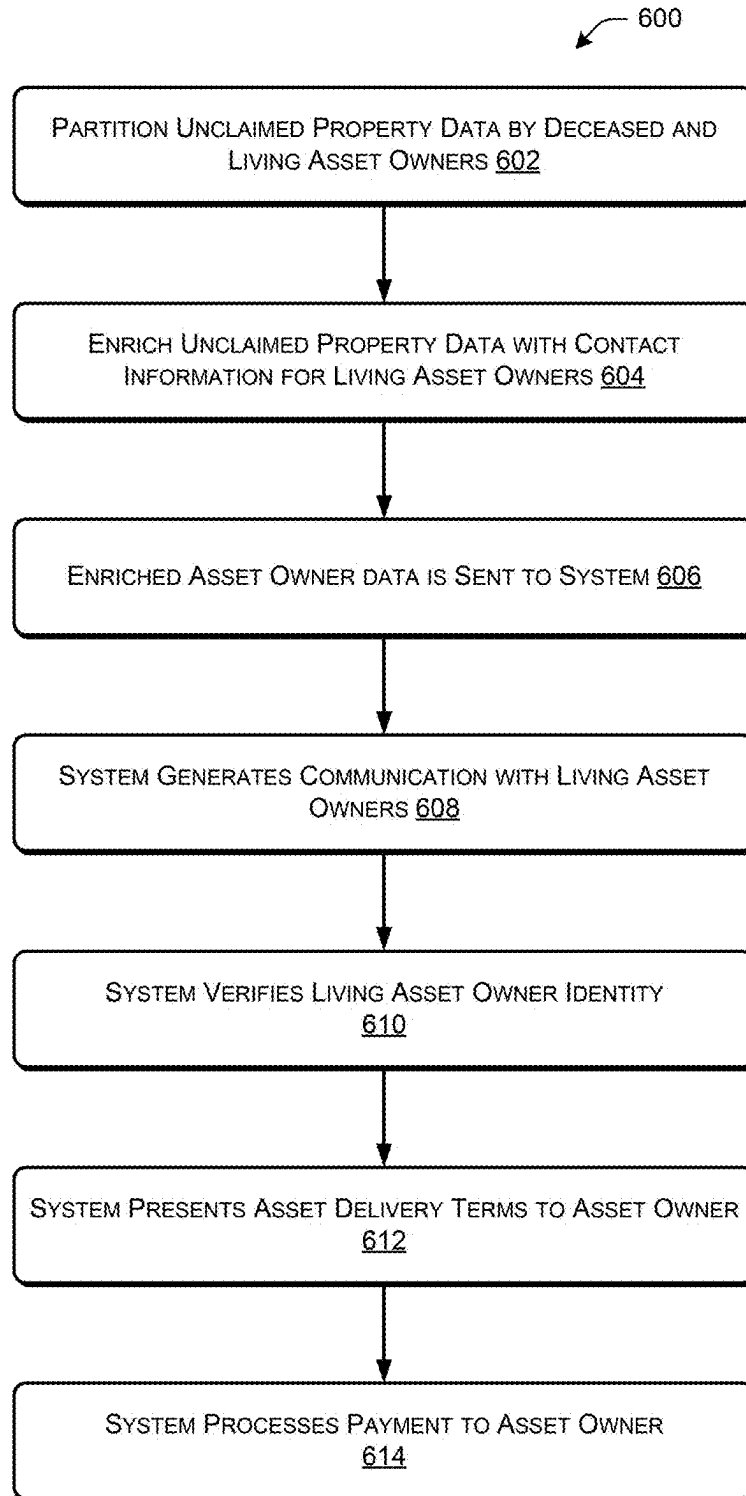 600
PARTITION UNCLAIMED PROPERTY DATA BY DECEASED AND
LIVING ASSET OWNERS 602
ENRICH UNCLAIMED PROPERTY DATA WITH CONTACT
INFORMATION FOR LIVING ASSET OWNERS 604
ENRICHED ASSET OWNER DATA IS SENT TO SYSTEM 606
SYSTEM GENERATES COMMUNICATION WITH LIVING ASSET
OWNERS 608
SYSTEM VERIFIES LIVING ASSET OWNER IDENTITY
610
SYSTEM PRESENTS ASSET DELIVERY TERMS TO ASSET OWNER
612
SYSTEM PROCESSES PAYMENT TO ASSET OWNER
614